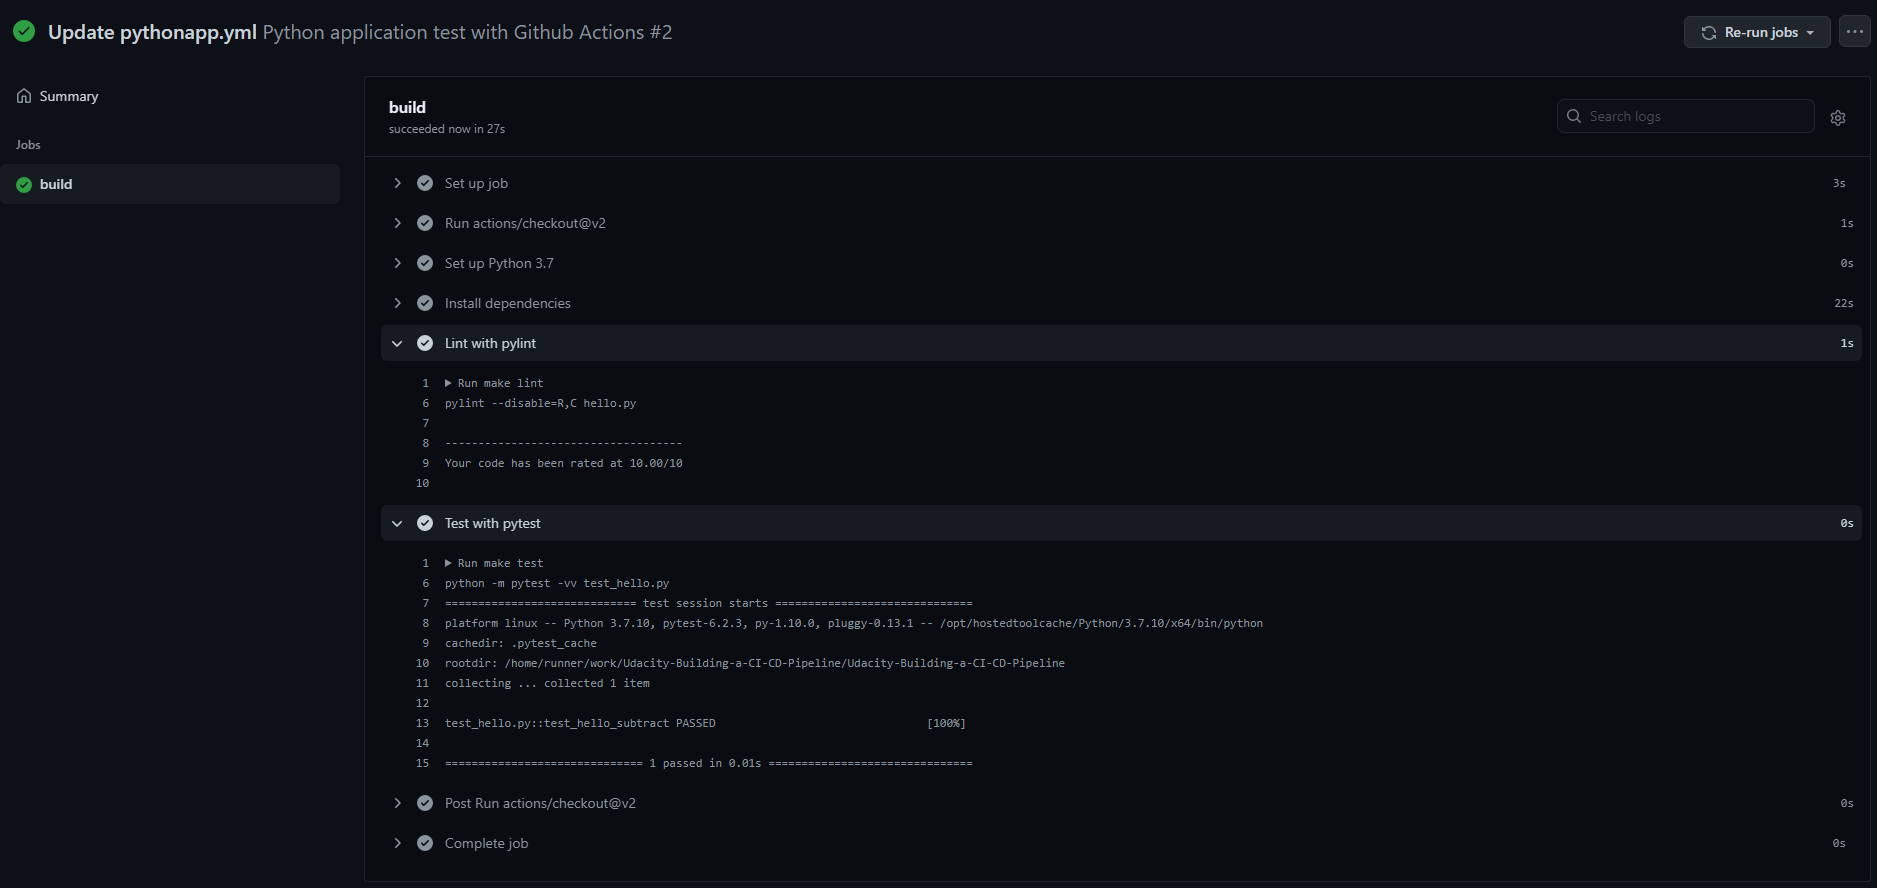 Update pythonapp.yml Python application test with Github Actions #2
Re-run jobs
Summary
Jobs
build
build
succeeded now in 27s
Search logs
Set up job 3s
Run actions/checkout@v2 1s
Set up Python 3.7 0s
Install dependencies 22s
Lint with pylint 1s
1 Run make lint
6 pylint --disable=R,C hello.py
7
8 ------------------------------------
9 Your code has been rated at 10.00/10
10
Test with pytest 0s
1 Run make test
6 python -m pytest -vv test_hello.py
7 ============================= test session starts ==============================
8 platform linux -- Python 3.7.10, pytest-6.2.3, py-1.10.0, pluggy-0.13.1 -- /opt/hostedtoolcache/Python/3.7.10/x64/bin/python
9 cachedir: .pytest_cache
10 rootdir: /home/runner/work/Udacity-Building-a-CI-CD-Pipeline/Udacity-Building-a-CI-CD-Pipeline
11 collecting ... collected 1 item
12
13 test_hello.py::test_hello_subtract PASSED [100%]
14
15 ============================== 1 passed in 0.01s ===============================
Post Run actions/checkout@v2 0s
Complete job 0s